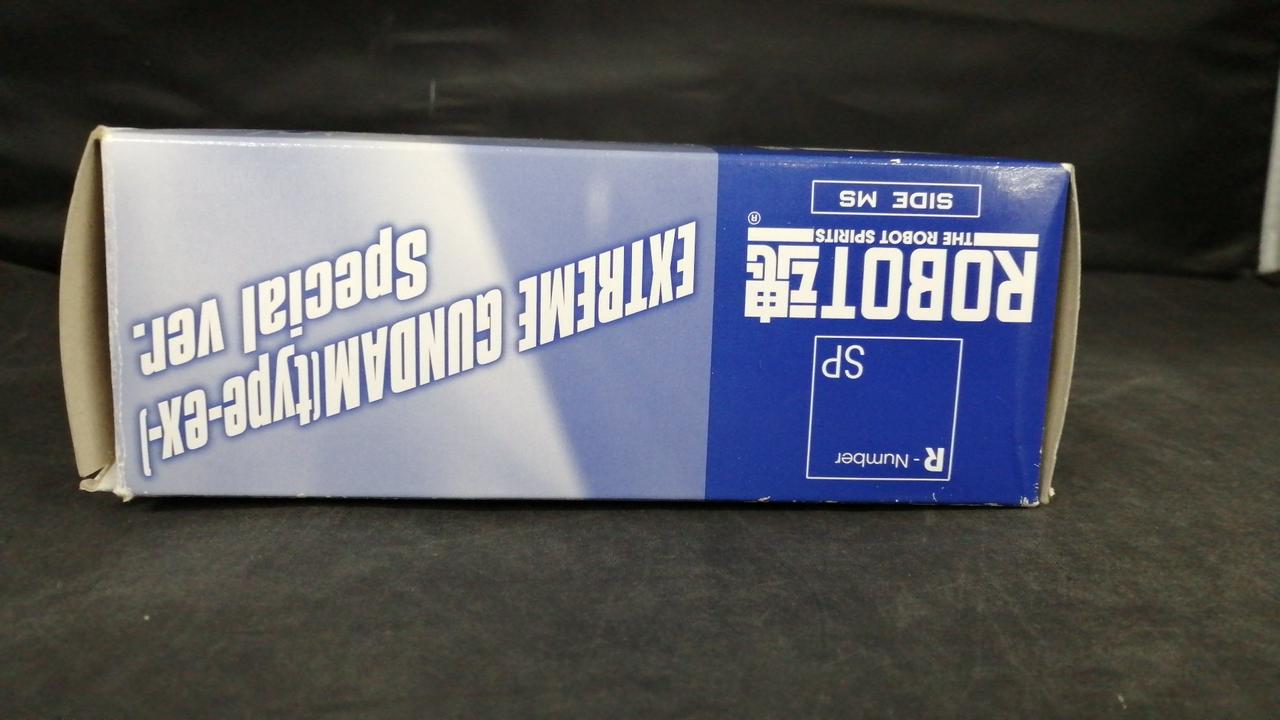 R-Number
SP
ROBOT魂
THE ROBOT SPIRITS
®
SIDE MS
EXTREME GUNDAM(type-ex-)
Special ver.